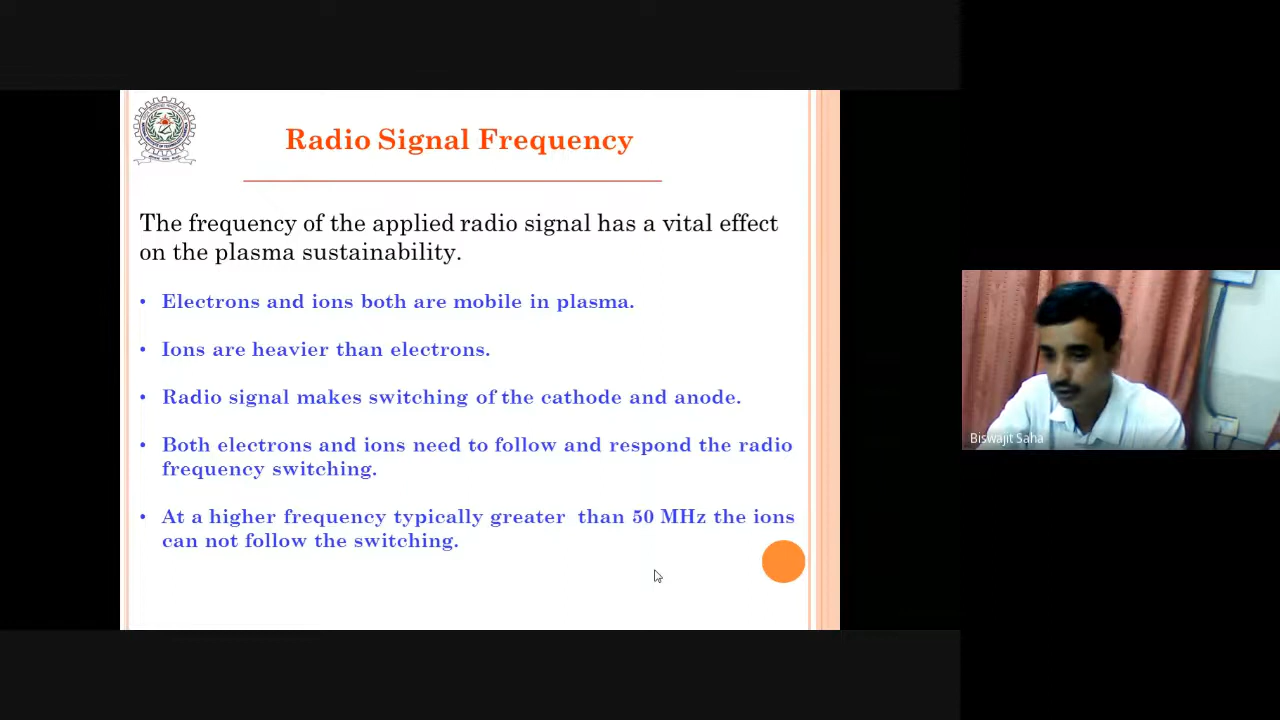 Radio Signal Frequency
The frequency of the applied radio signal has a vital effect
on the plasma sustainability.
• Electrons and ions both are mobile in plasma.
• Ions are heavier than electrons.
• Radio signal makes switching of the cathode and anode.
• Both electrons and ions need to follow and respond the radio
frequency switching.
• At a higher frequency typically greater than 50 MHz the ions
can not follow the switching.
Biswajit Saha